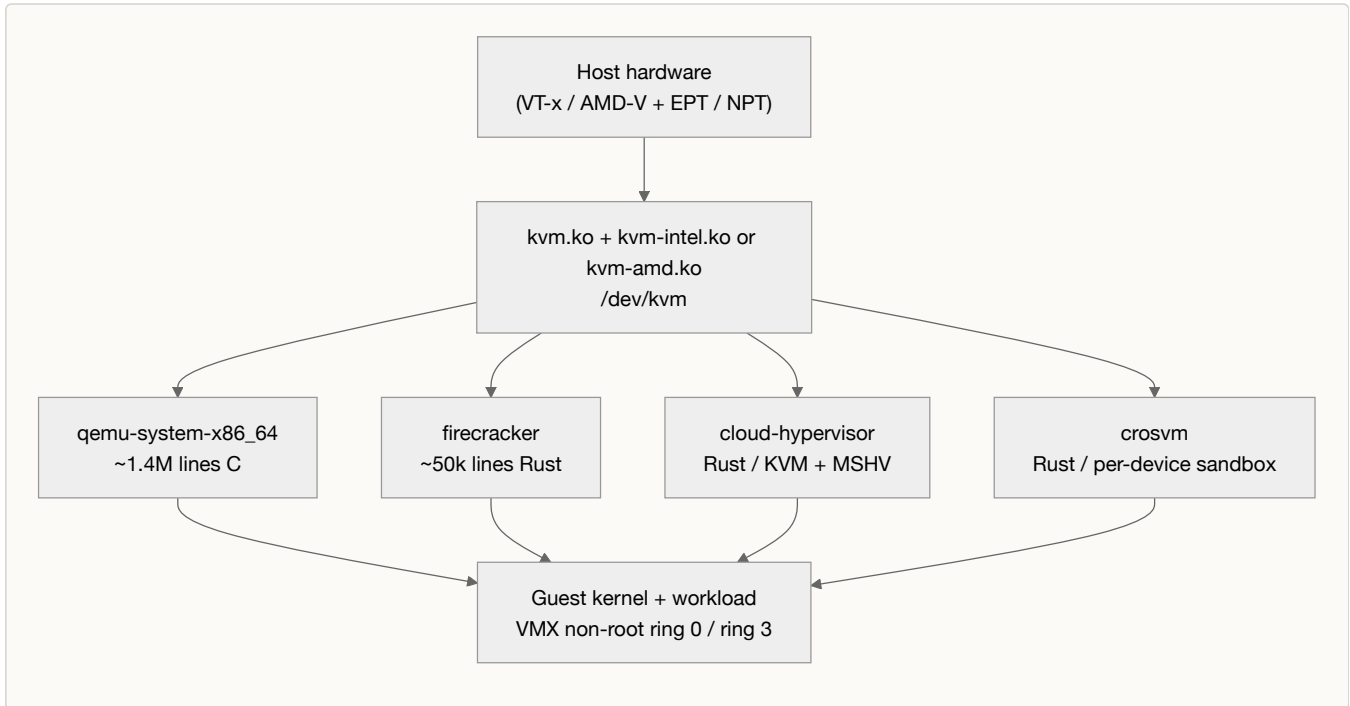 Host hardware
(VT-x / AMD-V + EPT / NPT)
kvm.ko + kvm-intel.ko or
kvm-amd.ko
/dev/kvm
qemu-system-x86_64
~1.4M lines C
firecracker
~50k lines Rust
cloud-hypervisor
Rust / KVM + MSHV
crosvm
Rust / per-device sandbox
Guest kernel + workload
VMX non-root ring 0 / ring 3